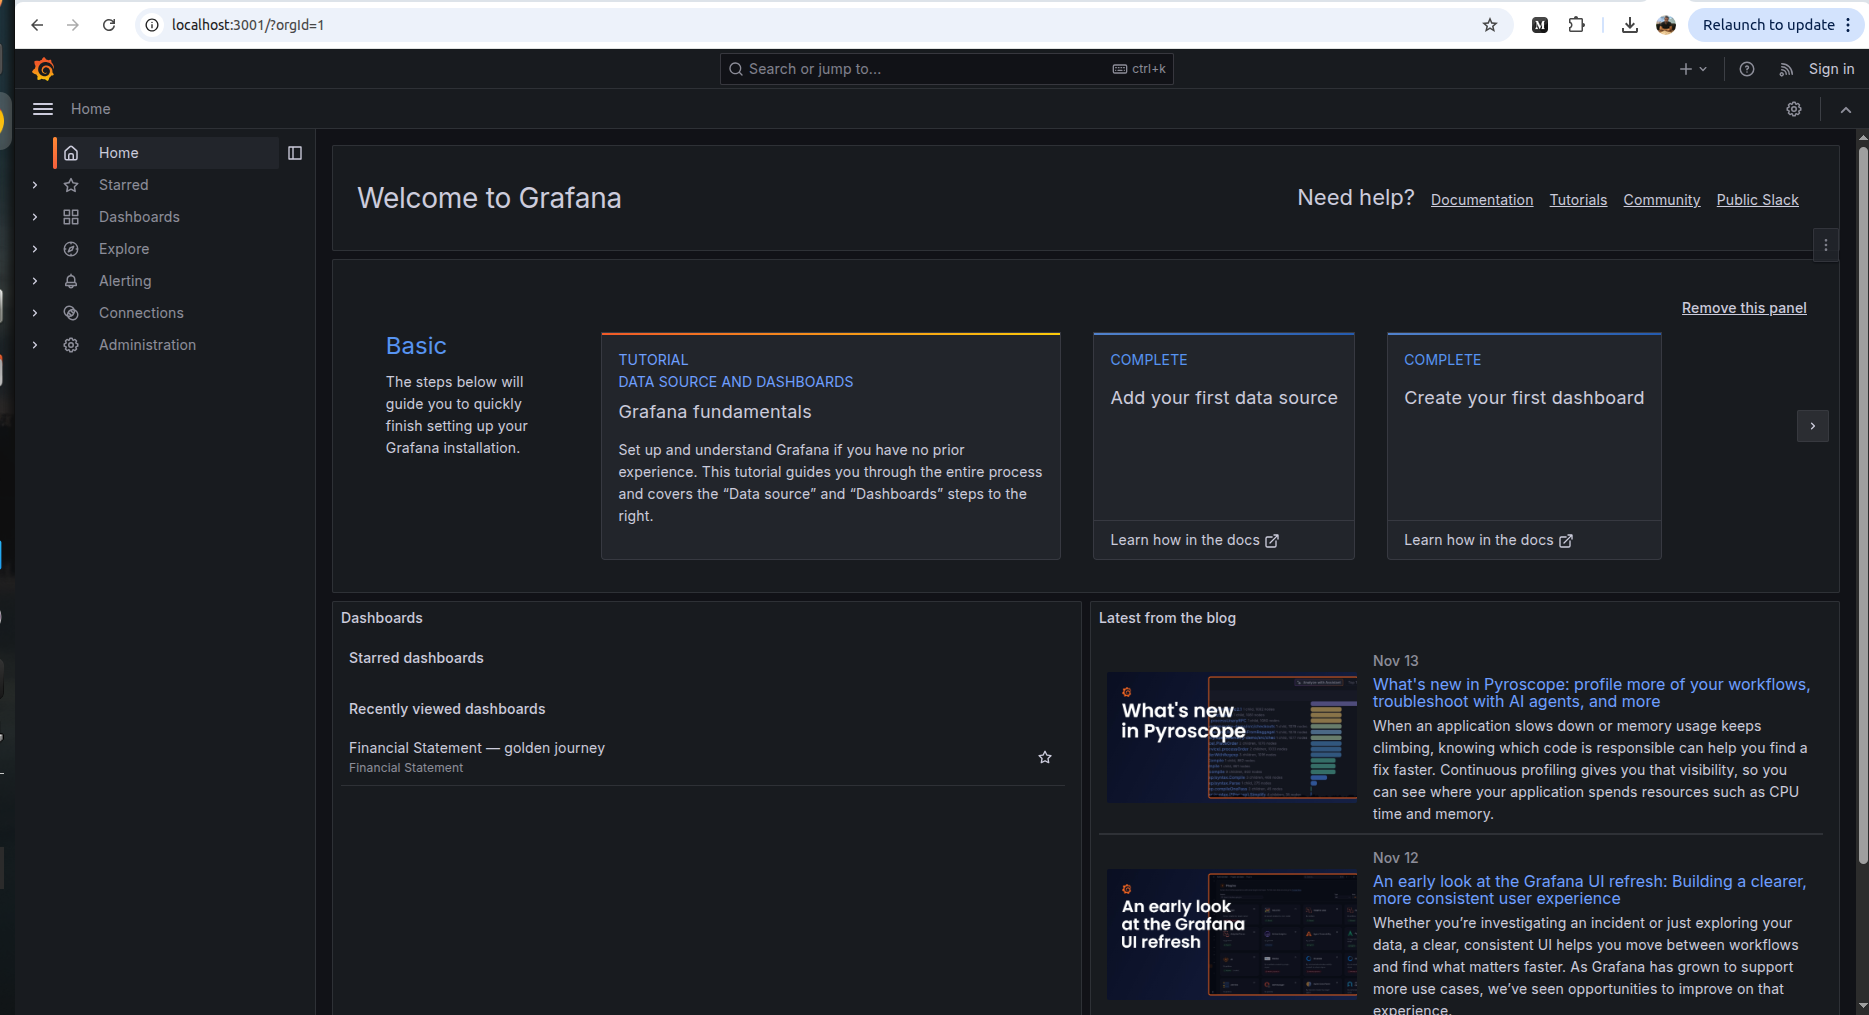 localhost:3001/?orgId=1
M
Relaunch to update
Search or jump to...
ctrl+k
Sign in
Home
Home
Starred
Dashboards
Explore
Alerting
Connections
Administration
Welcome to Grafana
Need help?
Documentation
Tutorials
Community
Public Slack
Remove this panel
Basic
The steps below will
guide you to quickly
finish setting up your
Grafana installation.
TUTORIAL
DATA SOURCE AND DASHBOARDS
Grafana fundamentals
Set up and understand Grafana if you have no prior
experience. This tutorial guides you through the entire process
and covers the “Data source” and “Dashboards” steps to the
right.
COMPLETE
Add your first data source
Learn how in the docs
COMPLETE
Create your first dashboard
Learn how in the docs
Dashboards
Starred dashboards
Recently viewed dashboards
Financial Statement — golden journey
Financial Statement
Latest from the blog
What's new
in Pyroscope
Nov 13
What's new in Pyroscope: profile more of your workflows,
troubleshoot with AI agents, and more
When an application slows down or memory usage keeps
climbing, knowing which code is responsible can help you find a
fix faster. Continuous profiling gives you that visibility, so you
can see where your application spends resources such as CPU
time and memory.
An early look
at the Grafana
UI refresh
Nov 12
An early look at the Grafana UI refresh: Building a clearer,
more consistent user experience
Whether you’re investigating an incident or just exploring your
data, a clear, consistent UI helps you move between workflows
and find what matters faster. As Grafana has grown to support
more use cases, we’ve seen opportunities to improve on that
experience.